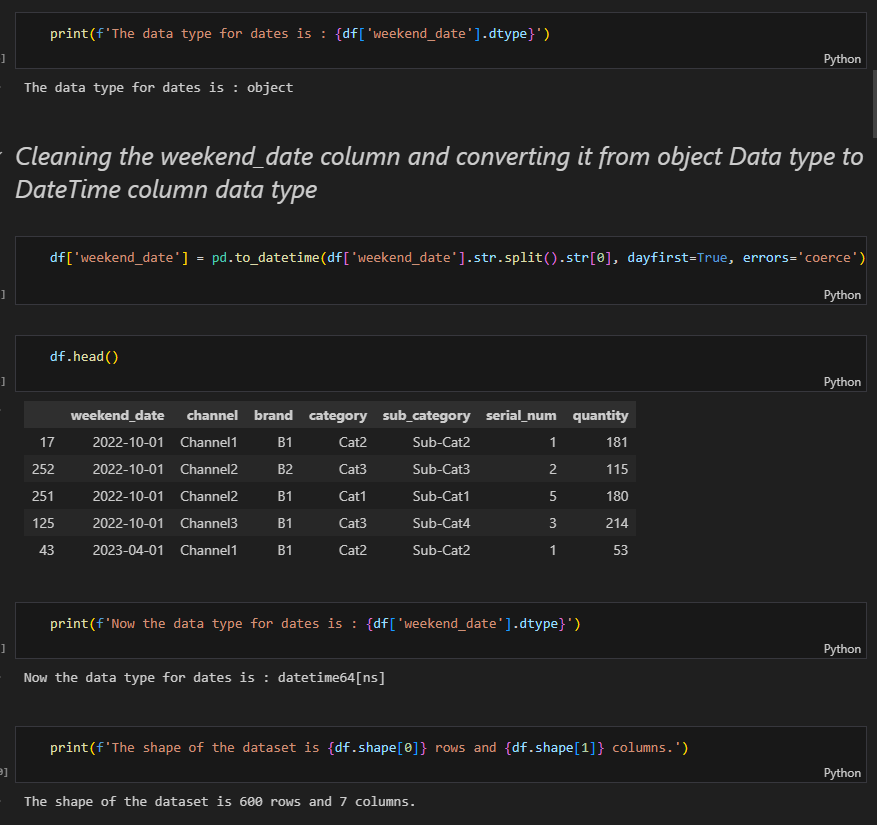 print(f'The data type for dates is : {df['weekend_date'].dtype}')
Python
The data type for dates is : object
Cleaning the weekend_date column and converting it from object Data type to
DateTime column data type
df['weekend_date'] = pd.to_datetime(df['weekend_date'].str.split().str[0], dayfirst=True, errors='coerce')
Python
df.head()
Python
weekend_date channel brand category sub_category serial_num quantity
17 2022-10-01 Channel1 B1 Cat2 Sub-Cat2 1 181
252 2022-10-01 Channel2 B2 Cat3 Sub-Cat3 2 115
251 2022-10-01 Channel2 B1 Cat1 Sub-Cat1 5 180
125 2022-10-01 Channel3 B1 Cat3 Sub-Cat4 3 214
43 2023-04-01 Channel1 B1 Cat2 Sub-Cat2 1 53
print(f'Now the data type for dates is : {df['weekend_date'].dtype}')
Python
Now the data type for dates is : datetime64[ns]
print(f'The shape of the dataset is {df.shape[0]} rows and {df.shape[1]} columns.')
Python
The shape of the dataset is 600 rows and 7 columns.